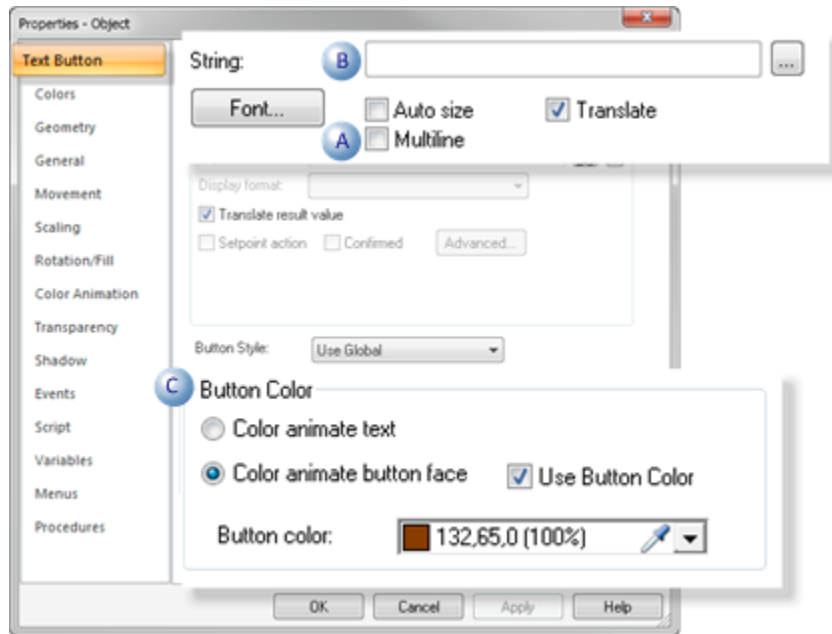 Properties - Object
Text Button
Colors
Geometry
General
Movement
Scaling
Rotation/Fill
Color Animation
Transparency
Shadow
Events
Script
Variables
Menus
Procedures
String:
B
...
Font...
Auto size
Translate
A
Multiline
Display format:
Translate result value
Setpoint action
Confirmed
Advanced...
Button Style:
Use Global
C
Button Color
Color animate text
Color animate button face
Use Button Color
Button color:
132,65,0 (100%)
OK
Cancel
Apply
Help